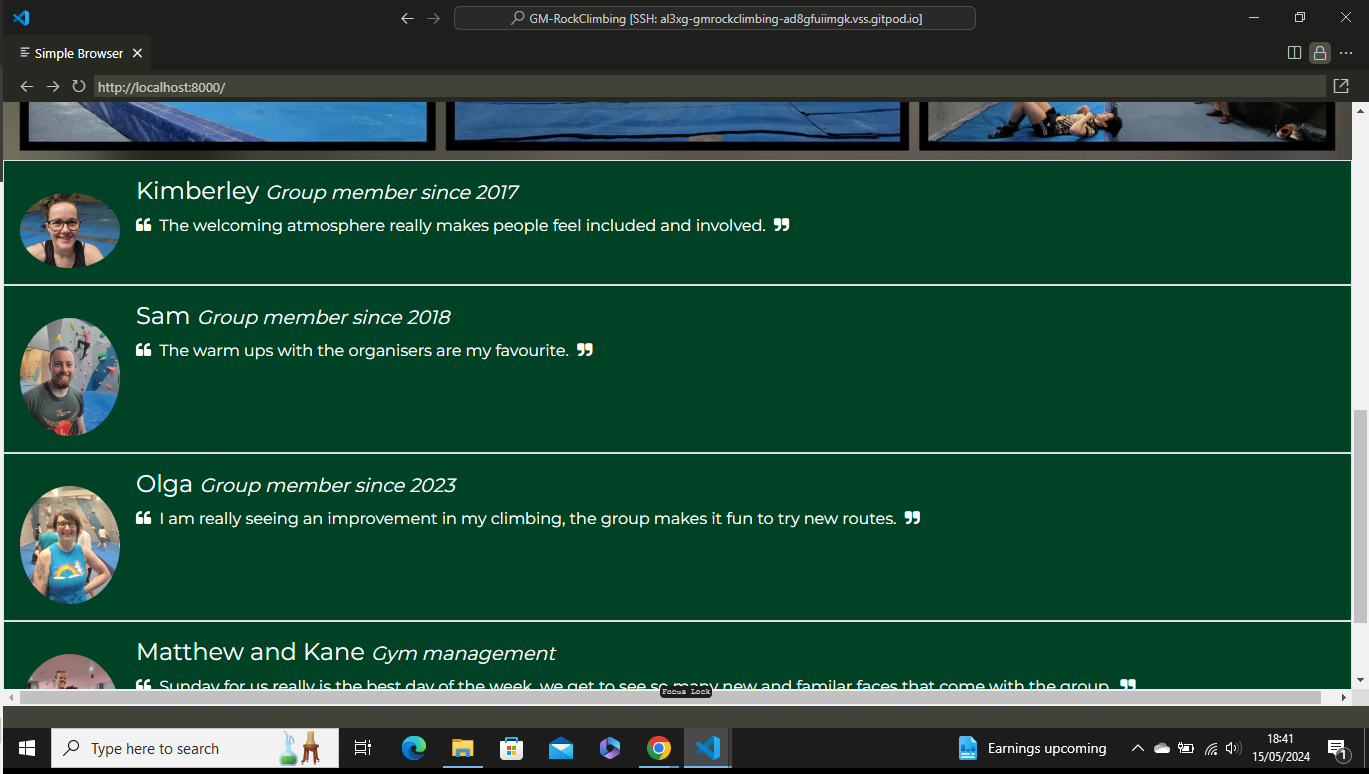 GM-RockClimbing [SSH: al3xg-gmrockclimbing-ad8gfuiimgk.vss.gitpod.io]
Simple Browser
http://localhost:8000/
Kimberley Group member since 2017
❝ The welcoming atmosphere really makes people feel included and involved. ❞
Sam Group member since 2018
❝ The warm ups with the organisers are my favourite. ❞
Olga Group member since 2023
❝ I am really seeing an improvement in my climbing, the group makes it fun to try new routes. ❞
Matthew and Kane Gym management
❝ Sunday for us really is the best day of the week, we get to see so many new and familar faces that come with the group. ❞
Focus Lock
Type here to search
Earnings upcoming
18:41
15/05/2024
1